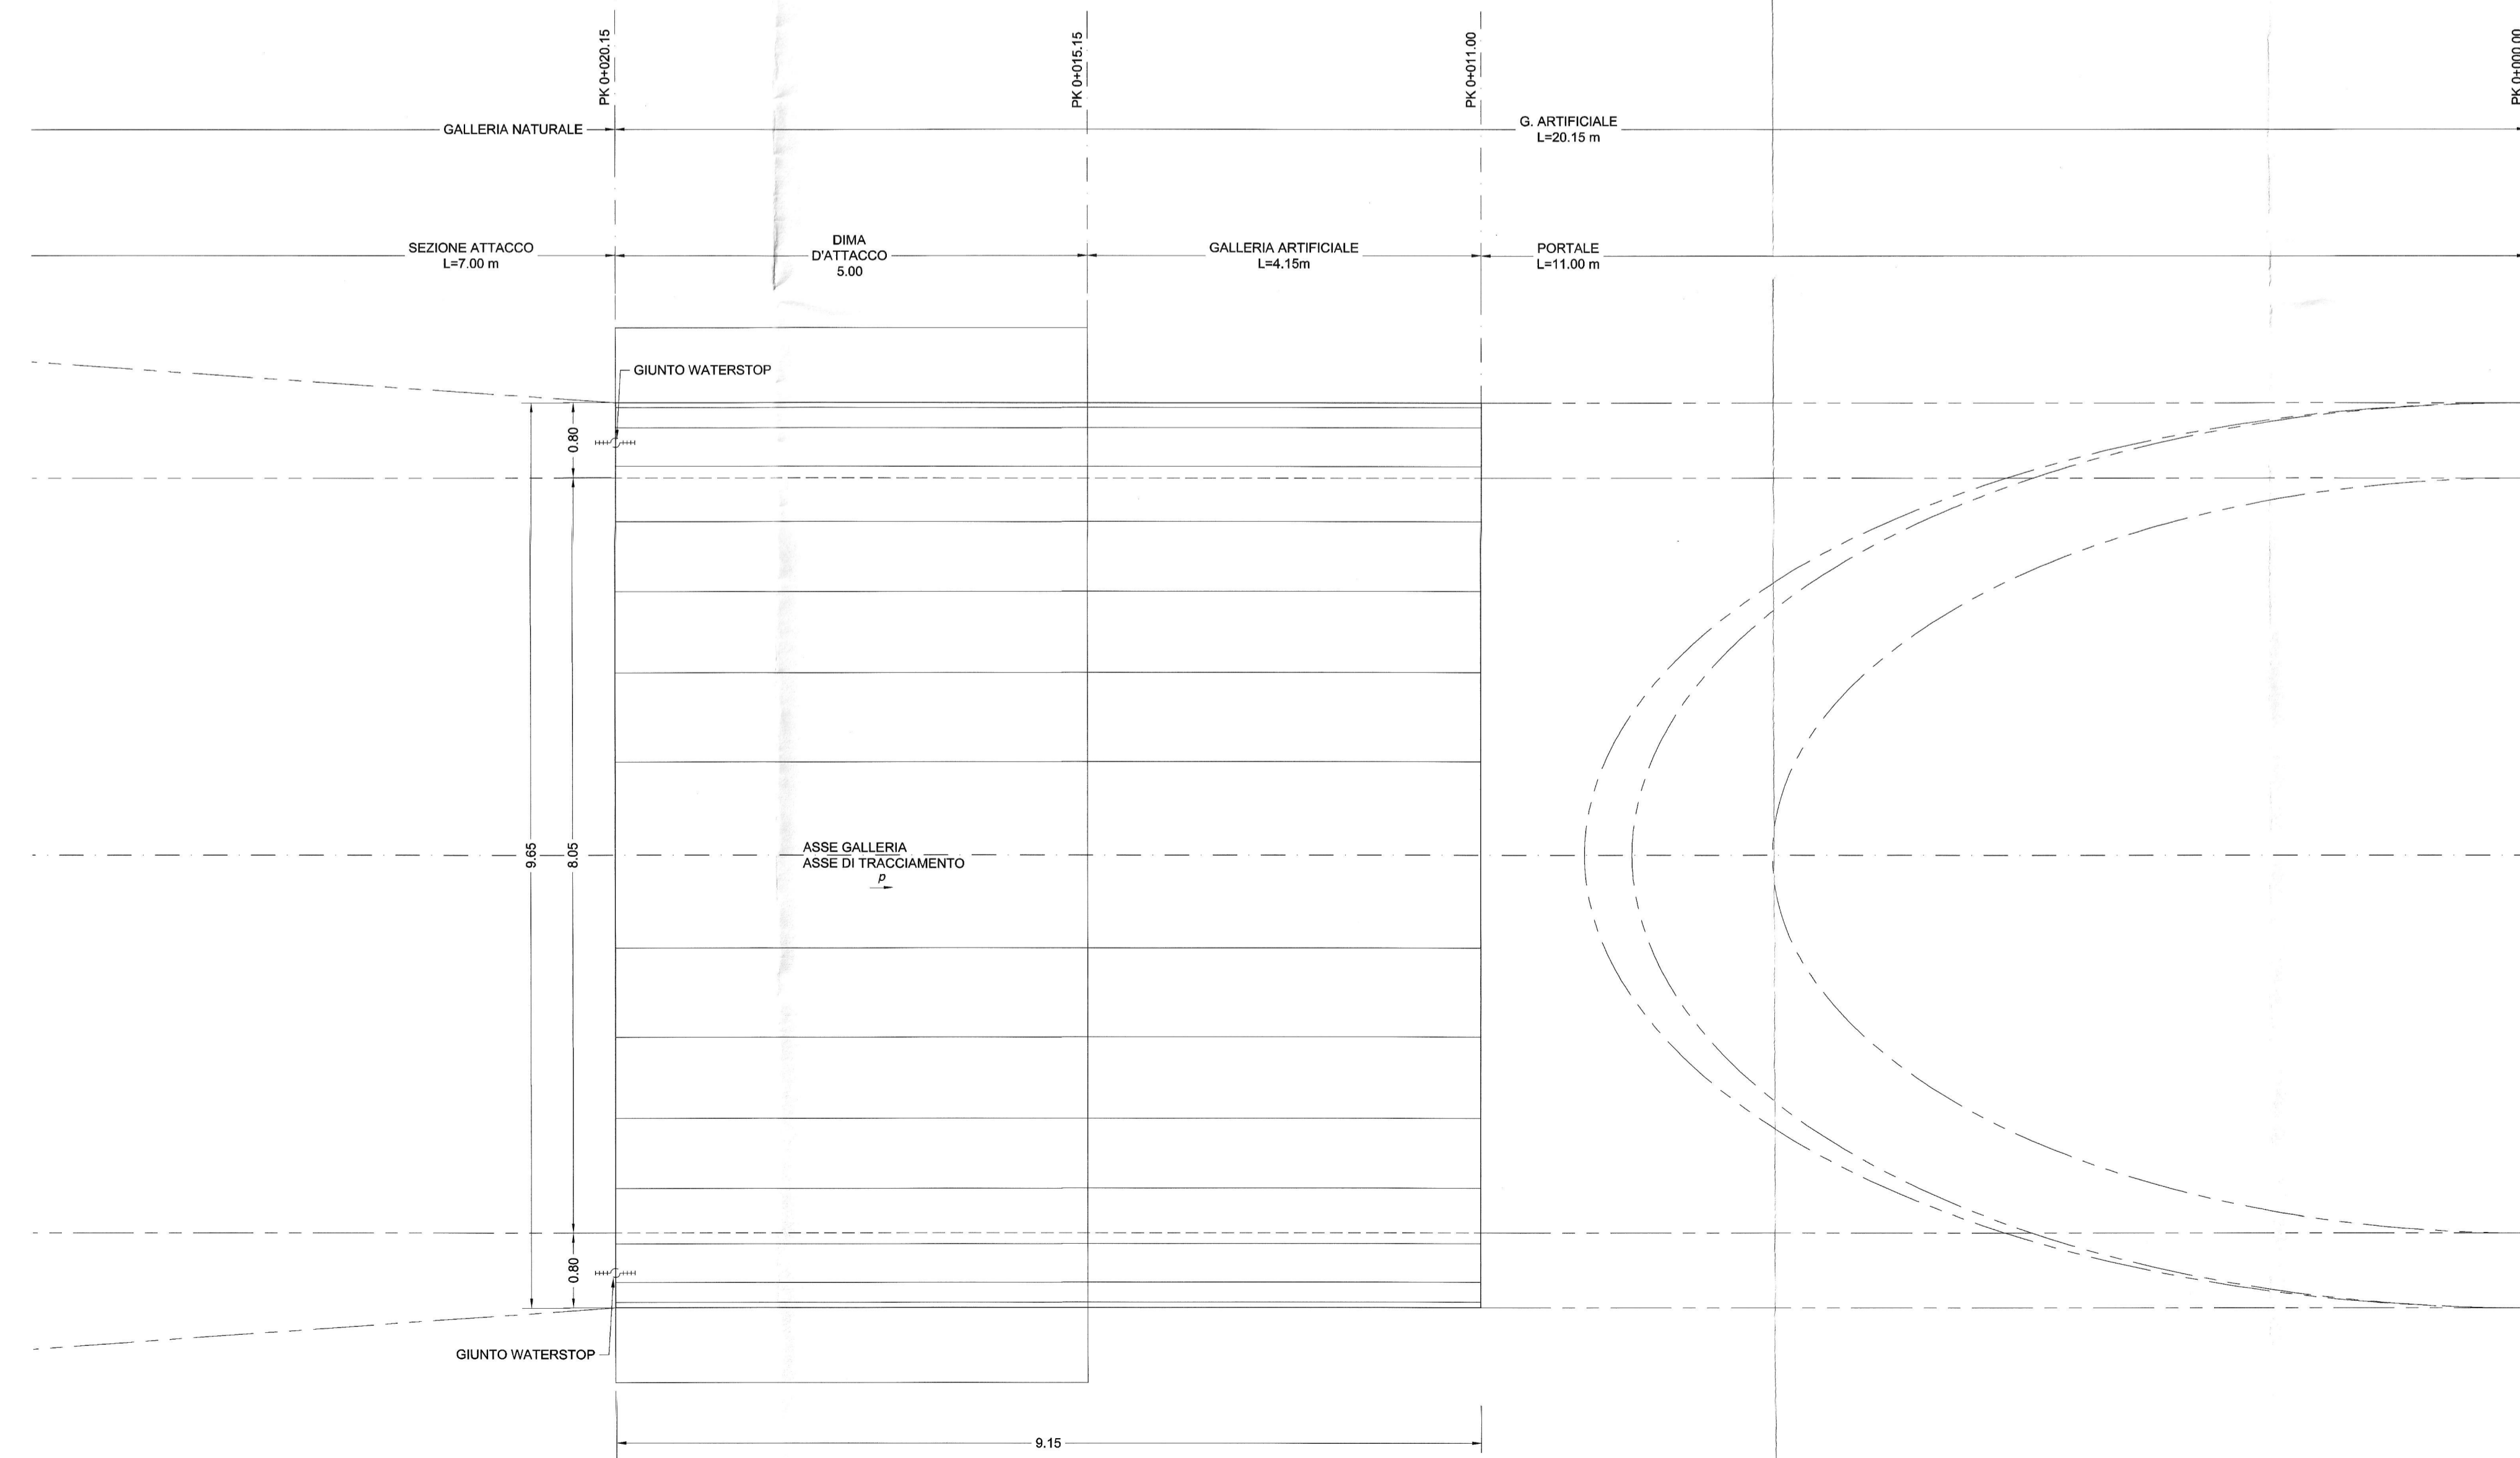 PK 0+020.15
PK 0+015.15
PK 0+011.00
PK 0+000.00
GALLERIA NATURALE
G. ARTIFICIALE
L=20.15 m
SEZIONE ATTACCO
L=7.00 m
DIMA
D'ATTACCO
5.00
GALLERIA ARTIFICIALE
L=4.15m
PORTALE
L=11.00 m
GIUNTO WATERSTOP
0.80
9.65
8.05
ASSE GALLERIA
ASSE DI TRACCIAMENTO
p
0.80
GIUNTO WATERSTOP
9.15